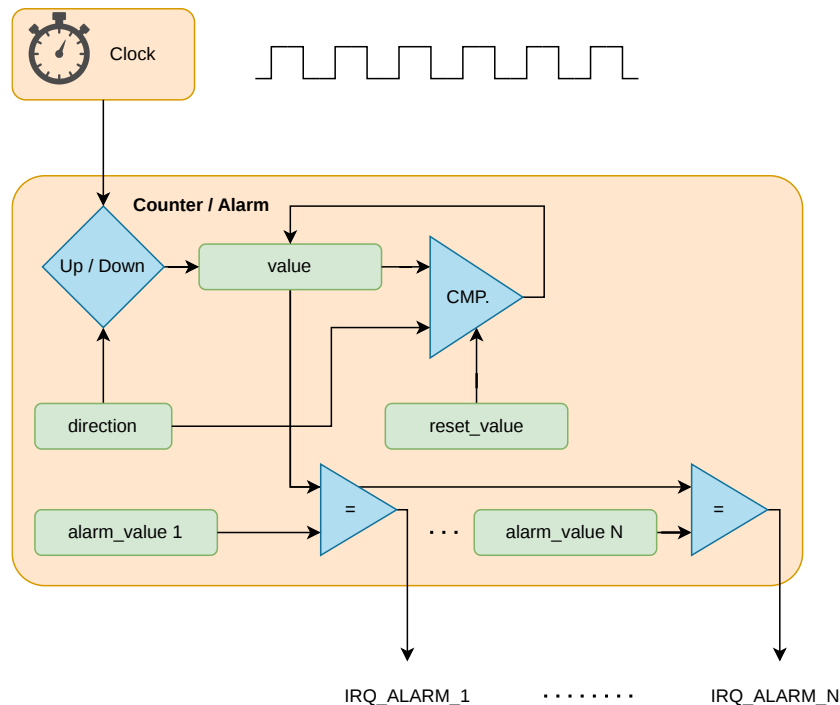 Clock
Counter / Alarm
Up / Down
value
CMP.
direction
reset_value
=
=
alarm_value 1
. . .
alarm_value N
IRQ_ALARM_1
. . . . . . . .
IRQ_ALARM_N